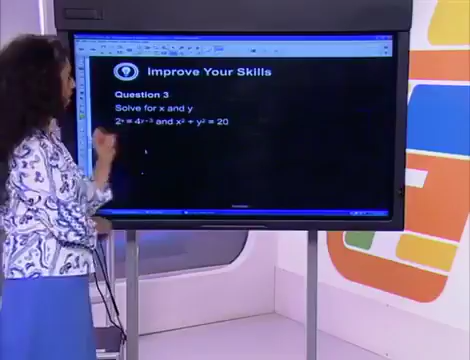 Improve Your Skills
Question 3
Solve for x and y
2ˣ = 4ʸ⁻³ and x² + y² = 20